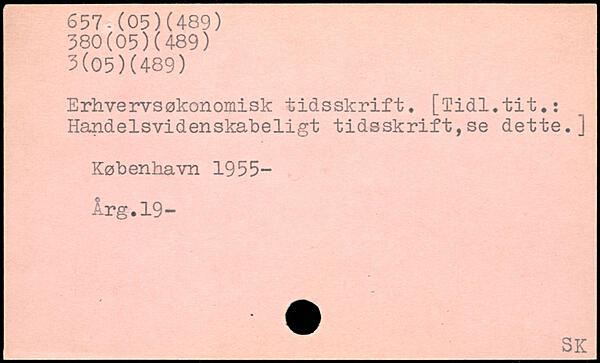 657.(05)(489)
380(05)(489)
3(05)(489)
Erhvervsøkonomisk tidsskrift. [Tidl.tit.:
Handelsvidenskabeligt tidsskrift,se dette.]
København 1955-
Årg.19-
SK